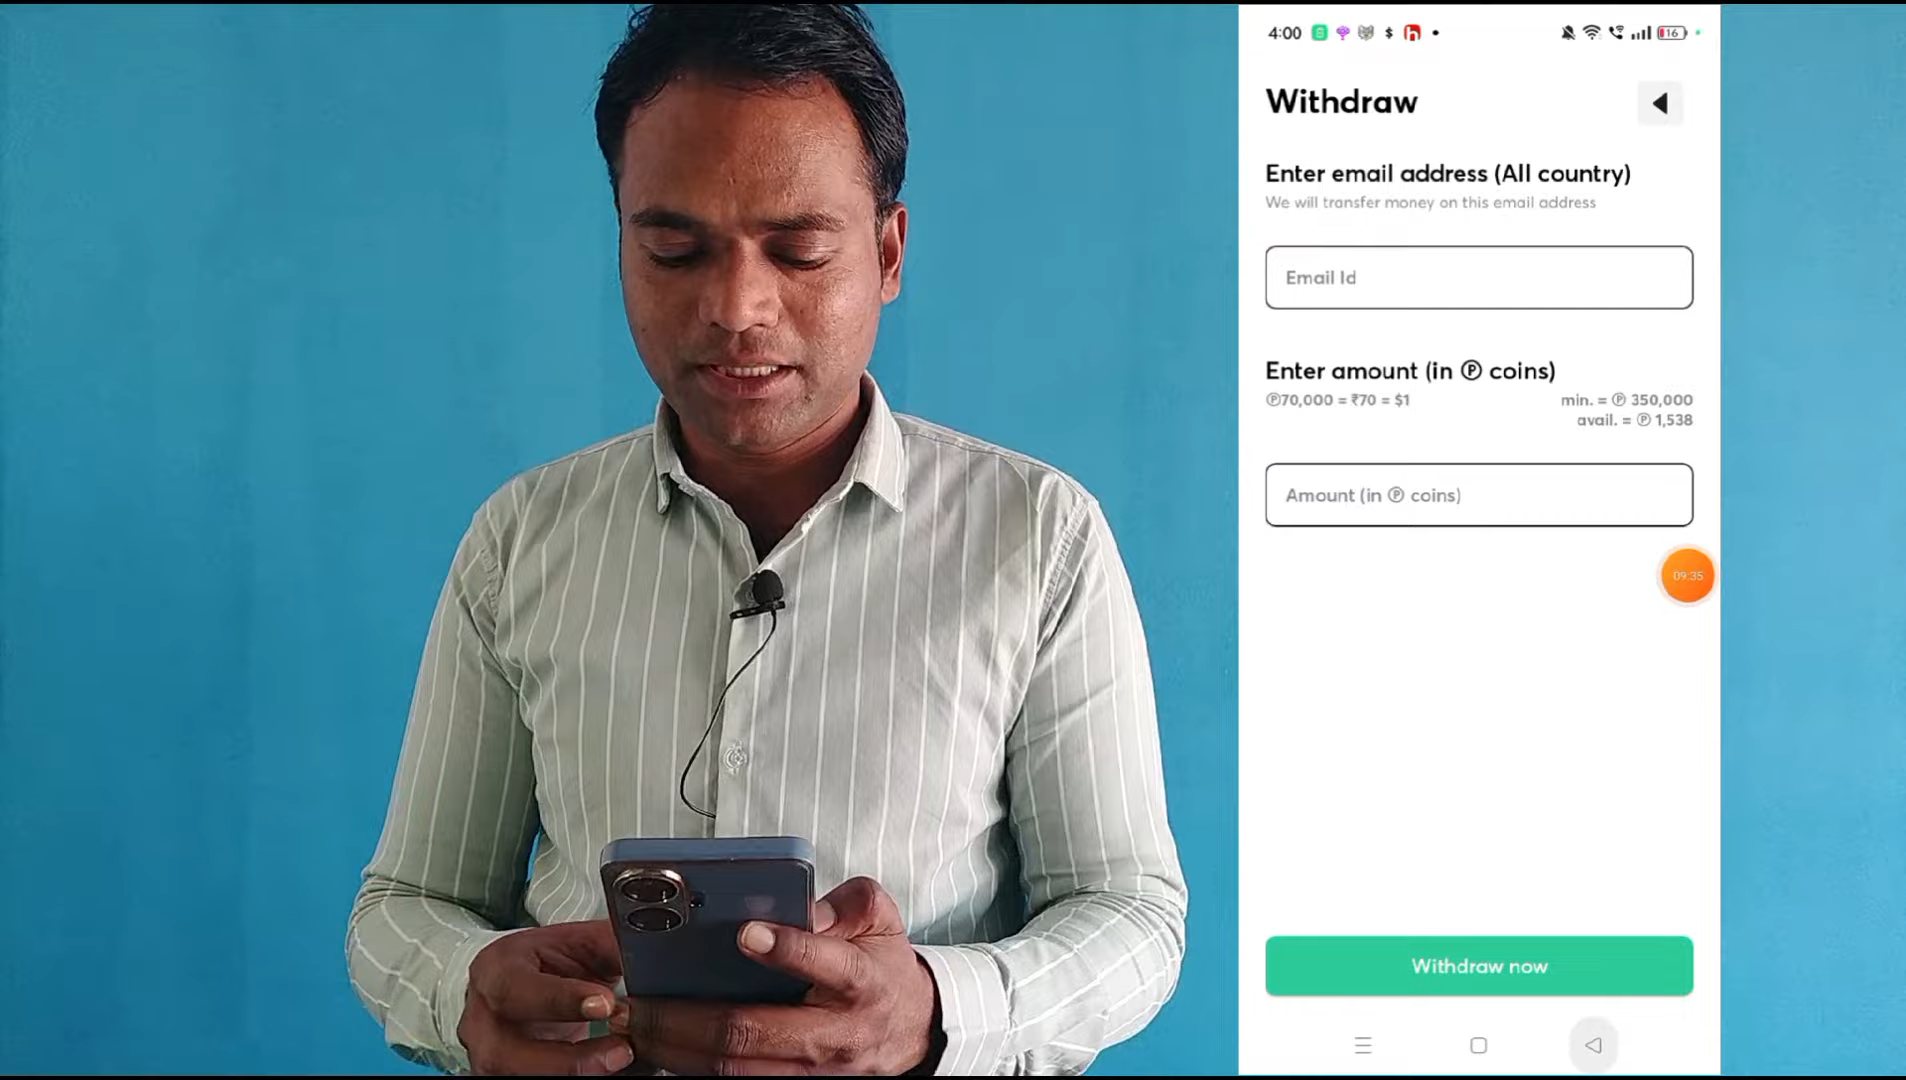 4:00
16
Withdraw
Enter email address (All country)
We will transfer money on this email address
Email Id
Enter amount (in Ⓟ coins)
Ⓟ70,000 = ₹70 = $1
min. = Ⓟ 350,000
avail. = Ⓟ 1,538
Amount (in Ⓟ coins)
09:35
Withdraw now